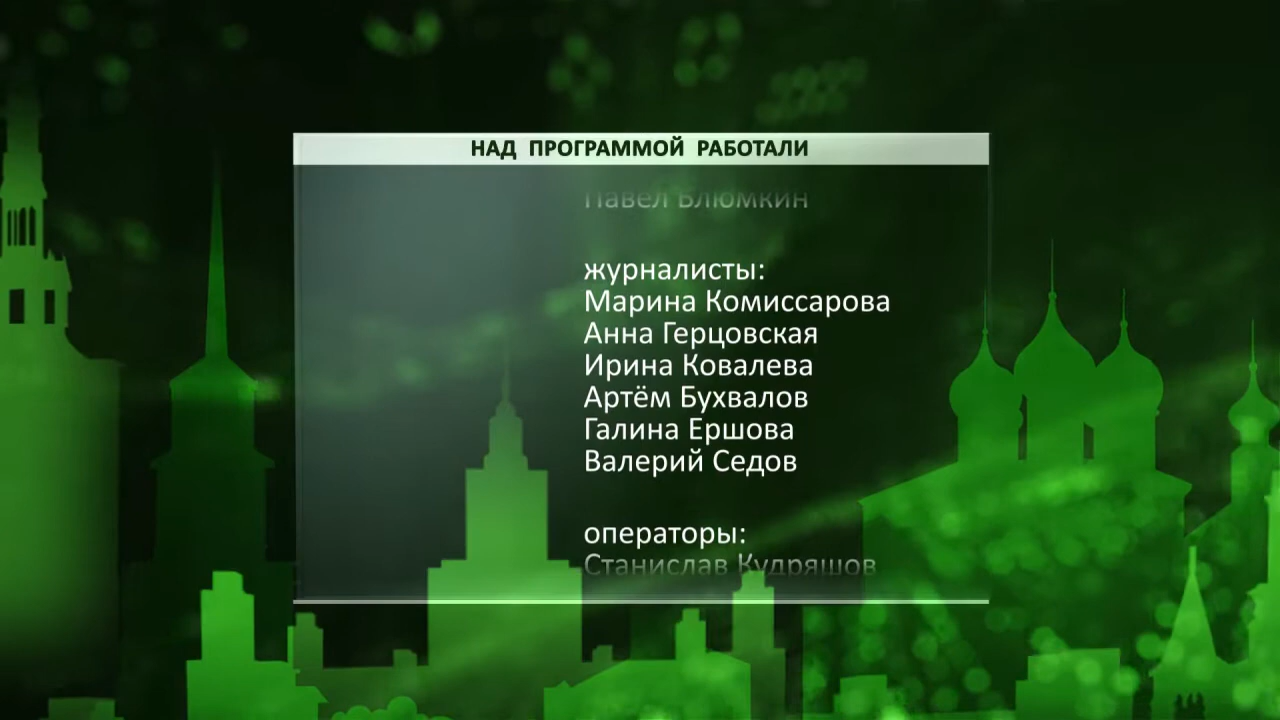 НАД ПРОГРАММОЙ РАБОТАЛИ
Павел Блюмкин
журналисты:
Марина Комиссарова
Анна Герцовская
Ирина Ковалева
Артём Бухвалов
Галина Ершова
Валерий Седов
операторы:
Станислав Кудряшов